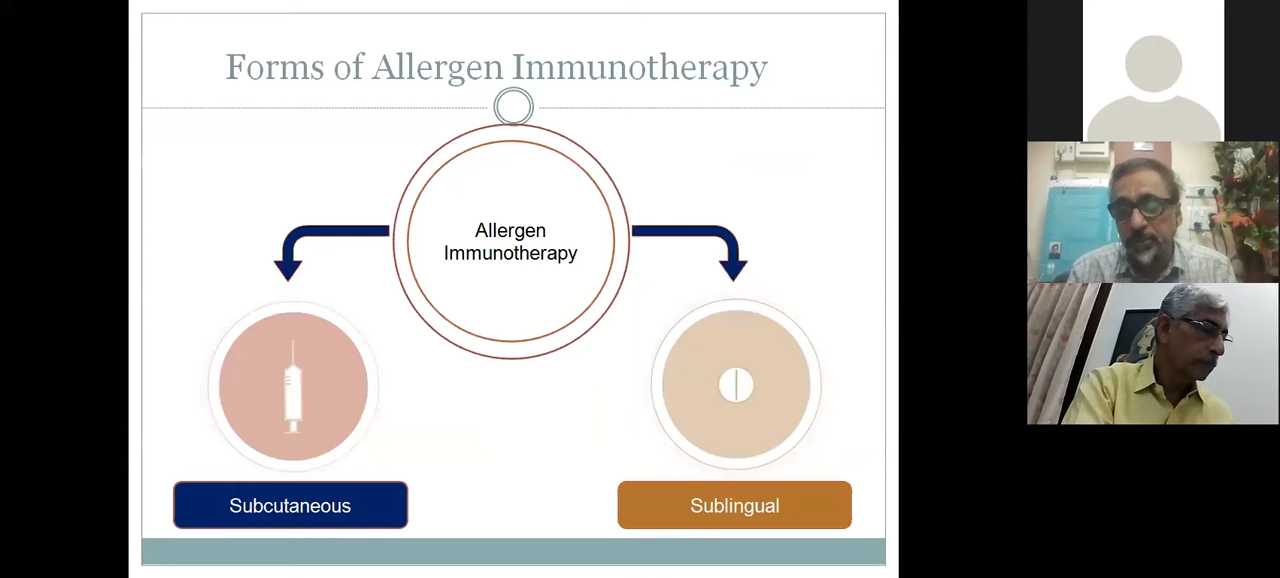 Forms of Allergen Immunotherapy
Allergen
Immunotherapy
Subcutaneous
Sublingual